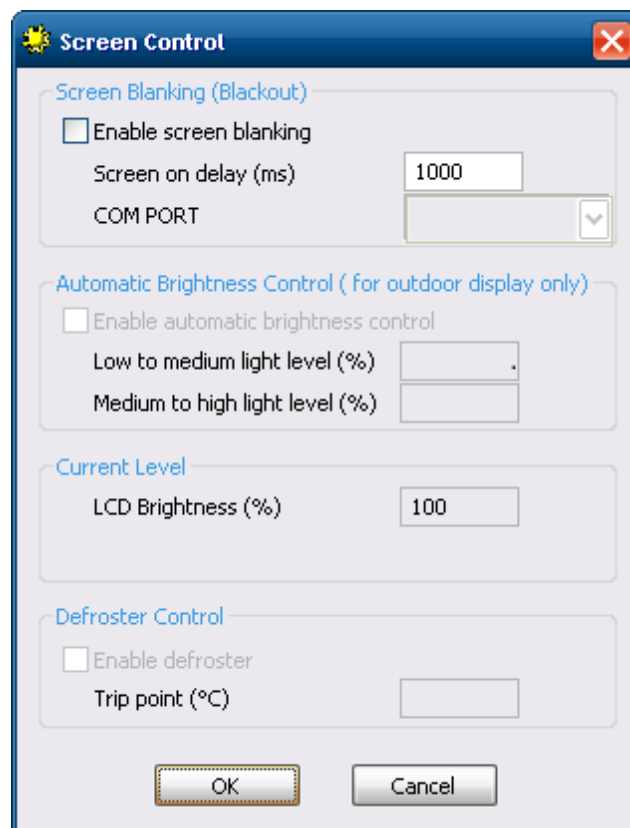 Screen Control
Screen Blanking (Blackout)
Enable screen blanking
Screen on delay (ms) 1000
COM PORT
Automatic Brightness Control ( for outdoor display only)
Enable automatic brightness control
Low to medium light level (%) .
Medium to high light level (%)
Current Level
LCD Brightness (%) 100
Defroster Control
Enable defroster
Trip point (°C)
OK Cancel